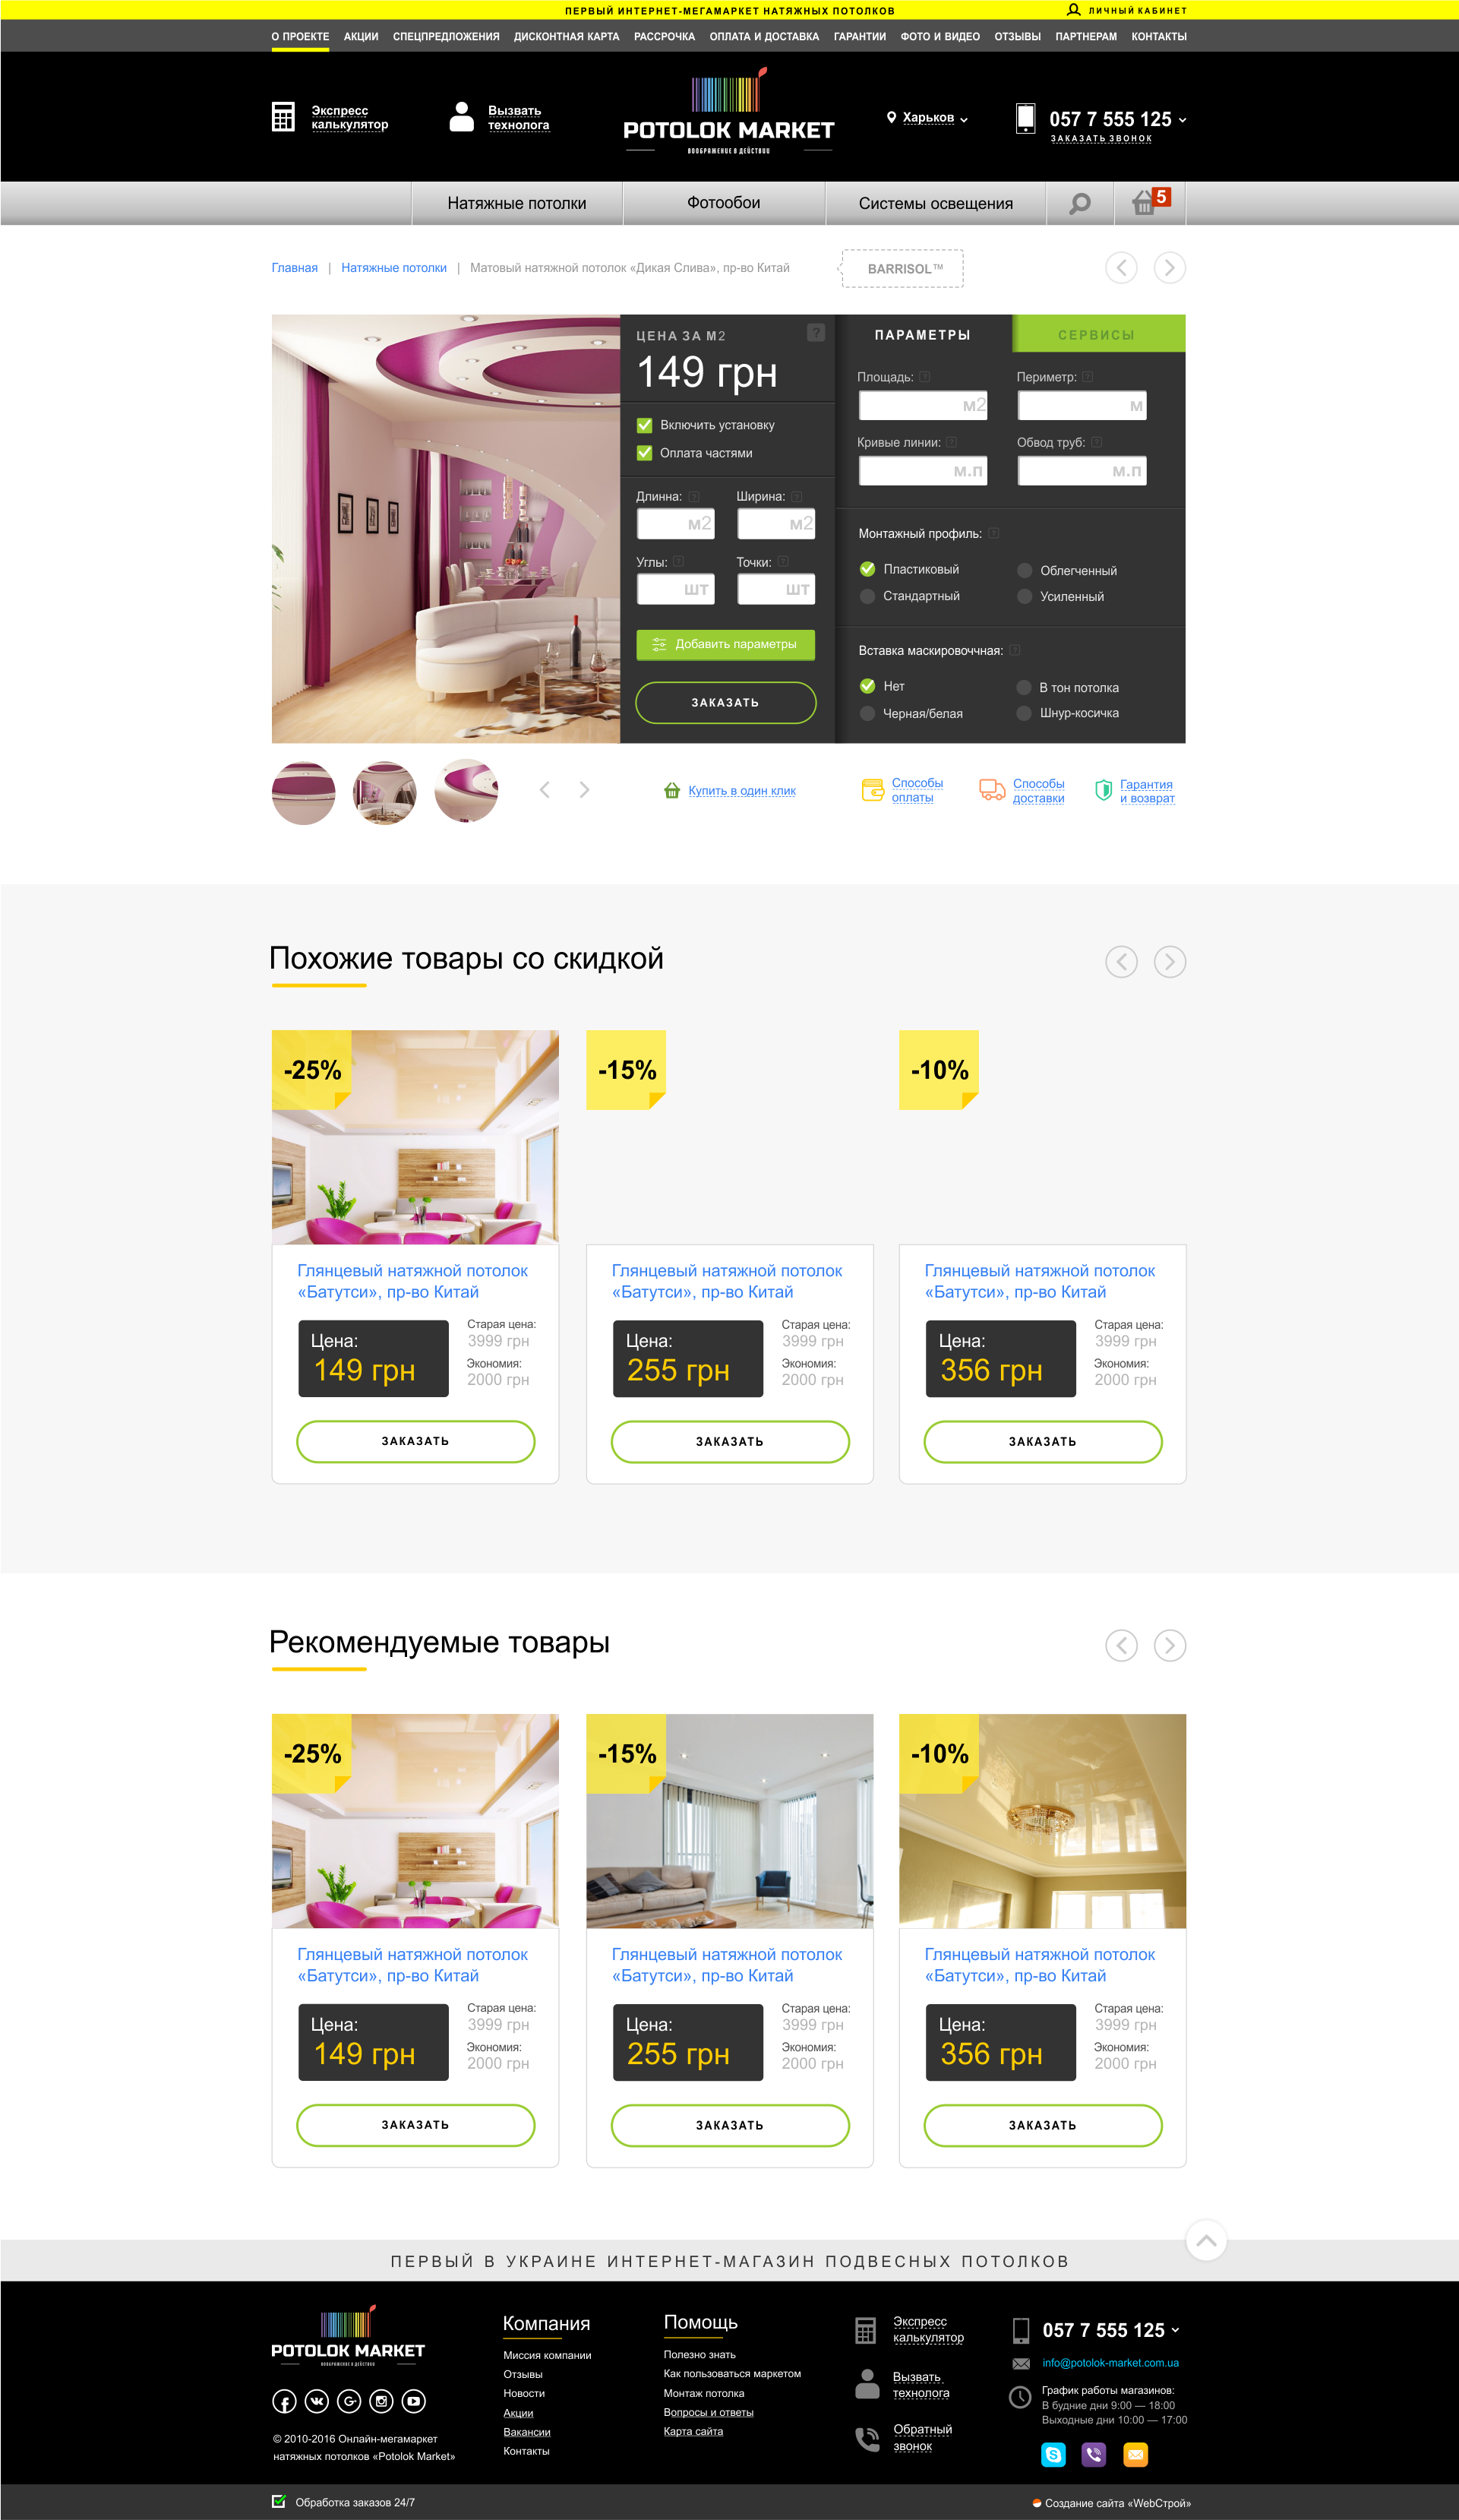 ПЕРВЫЙ ИНТЕРНЕТ-МЕГАМАРКЕТ НАТЯЖНЫХ ПОТОЛКОВ
ЛИЧНЫЙ КАБИНЕТ
О ПРОЕКТЕ АКЦИИ СПЕЦПРЕДЛОЖЕНИЯ ДИСКОНТНАЯ КАРТА РАССРОЧКА ОПЛАТА И ДОСТАВКА ГАРАНТИИ ФОТО И ВИДЕО ОТЗЫВЫ ПАРТНЕРАМ КОНТАКТЫ
Экспресс
калькулятор
Вызвать
технолога
POTOLOK MARKET
ВООБРАЖЕНИЕ В ДЕЙСТВИИ
Харьков
057 7 555 125
ЗАКАЗАТЬ ЗВОНОК
Натяжные потолки
Фотообои
Системы освещения
5
Главная | Натяжные потолки | Матовый натяжной потолок «Дикая Слива», пр-во Китай
BARRISOL™
ЦЕНА ЗА М2
?
149 грн
Включить установку
Оплата частями
Длинна: ?
Ширина: ?
м2
м2
Углы: ?
Точки: ?
шт
шт
Добавить параметры
ЗАКАЗАТЬ
ПАРАМЕТРЫ
СЕРВИСЫ
Площадь: ?
Периметр: ?
м2
м
Кривые линии: ?
Обвод труб: ?
м.п
м.п
Монтажный профиль: ?
Пластиковый
Облегченный
Стандартный
Усиленный
Вставка маскировоччная: ?
Нет
В тон потолка
Черная/белая
Шнур-косичка
Купить в один клик
Способы
оплаты
Способы
доставки
Гарантия
и возврат
Похожие товары со скидкой
-25%
-15%
-10%
Глянцевый натяжной потолок
«Батутси», пр-во Китай
Цена:
149 грн
Старая цена:
3999 грн
Экономия:
2000 грн
ЗАКАЗАТЬ
Глянцевый натяжной потолок
«Батутси», пр-во Китай
Цена:
255 грн
Старая цена:
3999 грн
Экономия:
2000 грн
ЗАКАЗАТЬ
Глянцевый натяжной потолок
«Батутси», пр-во Китай
Цена:
356 грн
Старая цена:
3999 грн
Экономия:
2000 грн
ЗАКАЗАТЬ
Рекомендуемые товары
-25%
-15%
-10%
Глянцевый натяжной потолок
«Батутси», пр-во Китай
Цена:
149 грн
Старая цена:
3999 грн
Экономия:
2000 грн
ЗАКАЗАТЬ
Глянцевый натяжной потолок
«Батутси», пр-во Китай
Цена:
255 грн
Старая цена:
3999 грн
Экономия:
2000 грн
ЗАКАЗАТЬ
Глянцевый натяжной потолок
«Батутси», пр-во Китай
Цена:
356 грн
Старая цена:
3999 грн
Экономия:
2000 грн
ЗАКАЗАТЬ
ПЕРВЫЙ В УКРАИНЕ ИНТЕРНЕТ-МАГАЗИН ПОДВЕСНЫХ ПОТОЛКОВ
POTOLOK MARKET
ВООБРАЖЕНИЕ В ДЕЙСТВИИ
© 2010-2016 Онлайн-мегамаркет
натяжных потолков «Potolok Market»
Компания
Миссия компании
Отзывы
Новости
Акции
Вакансии
Контакты
Помощь
Полезно знать
Как пользоваться маркетом
Монтаж потолка
Вопросы и ответы
Карта сайта
Экспресс
калькулятор
Вызвать
технолога
Обратный
звонок
057 7 555 125
info@potolok-market.com.ua
График работы магазинов:
В будние дни 9:00 — 18:00
Выходные дни 10:00 — 17:00
Обработка заказов 24/7
Создание сайта «WebСтрой»